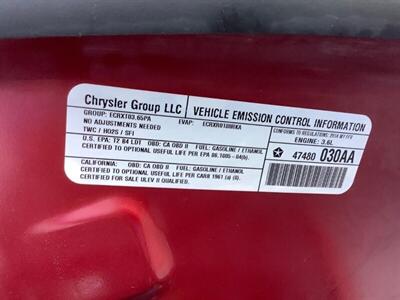 Chrysler Group LLC
VEHICLE EMISSION CONTROL INFORMATION
GROUP: ECRXT03.65PA EVAP: ECRXR0180RKA
CONFORMS TO REGULATIONS: 2014 MY FFV
NO ADJUSTMENTS NEEDED
ENGINE: 3.6L
TWC / HO2S / SFI
47480 030AA
U.S. EPA: T2 B4 LDT OBD: CA OBD II FUEL: GASOLINE / ETHANOL
CERTIFIED TO OPTIONAL USEFUL LIFE PER EPA 86.1805-04(b).
CALIFORNIA: OBD: CA OBD II FUEL: GASOLINE / ETHANOL
CERTIFIED TO OPTIONAL USEFUL LIFE PER CARB 1961 (a) (8).
CERTIFIED FOR SALE ULEV II QUALIFIED.